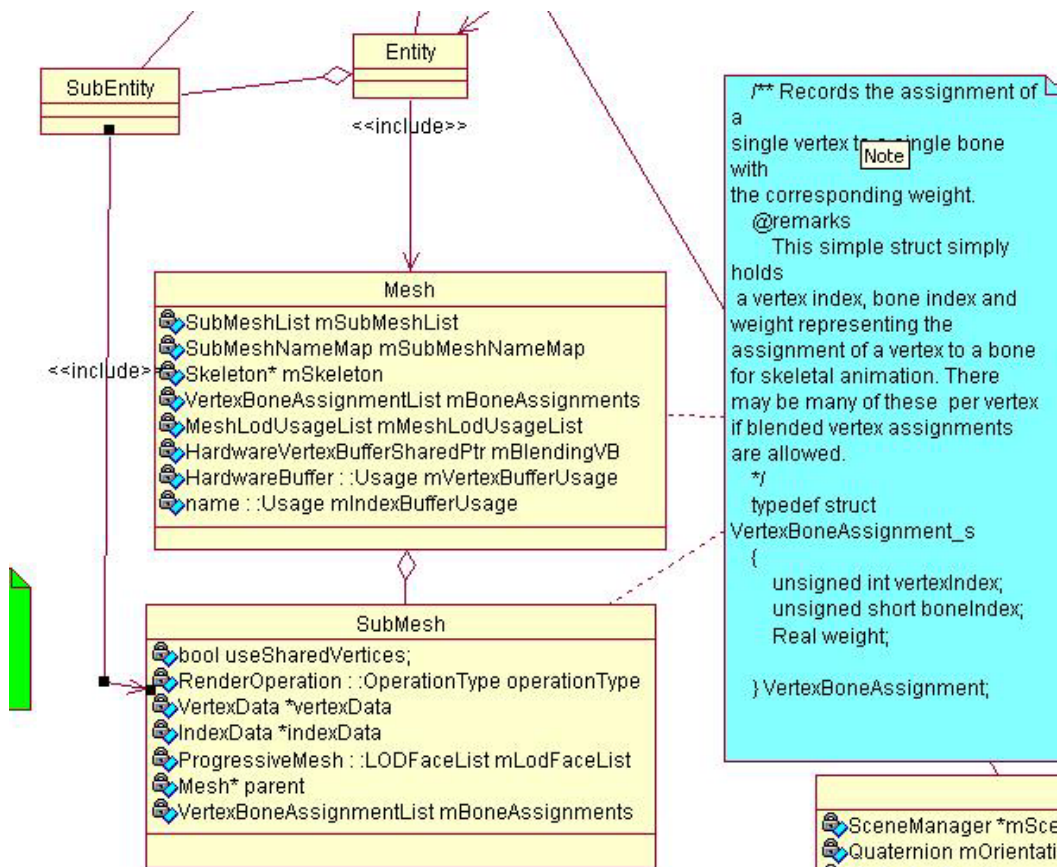 Entity
SubEntity
<<include>>
Mesh
SubMeshList mSubMeshList
SubMeshNameMap mSubMeshNameMap
Skeleton* mSkeleton
VertexBoneAssignmentList mBoneAssignments
MeshLodUsageList mMeshLodUsageList
HardwareVertexBufferSharedPtr mBlendingVB
HardwareBuffer : :Usage mVertexBufferUsage
name : :Usage mIndexBufferUsage
<<include>
SubMesh
bool useSharedVertices;
RenderOperation : :OperationType operationType
VertexData *vertexData
IndexData *indexData
ProgressiveMesh : :LODFaceList mLodFaceList
Mesh* parent
VertexBoneAssignmentList mBoneAssignments
/** Records the assignment of
a
single vertex to a single bone
Note
with
the corresponding weight.
@remarks
This simple struct simply
holds
a vertex index, bone index and
weight representing the
assignment of a vertex to a bone
for skeletal animation. There
may be many of these per vertex
if blended vertex assignments
are allowed.
*/
typedef struct
VertexBoneAssignment_s
{
unsigned int vertexIndex;
unsigned short boneIndex;
Real weight;
} VertexBoneAssignment;
SceneManager *mSce
Quaternion mOrientati